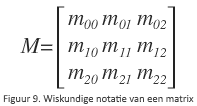 m₀₀ m₀₁ m₀₂
M= m₁₀ m₁₁ m₁₂
m₂₀ m₂₁ m₂₂
Figuur 9. Wiskundige notatie van een matrix